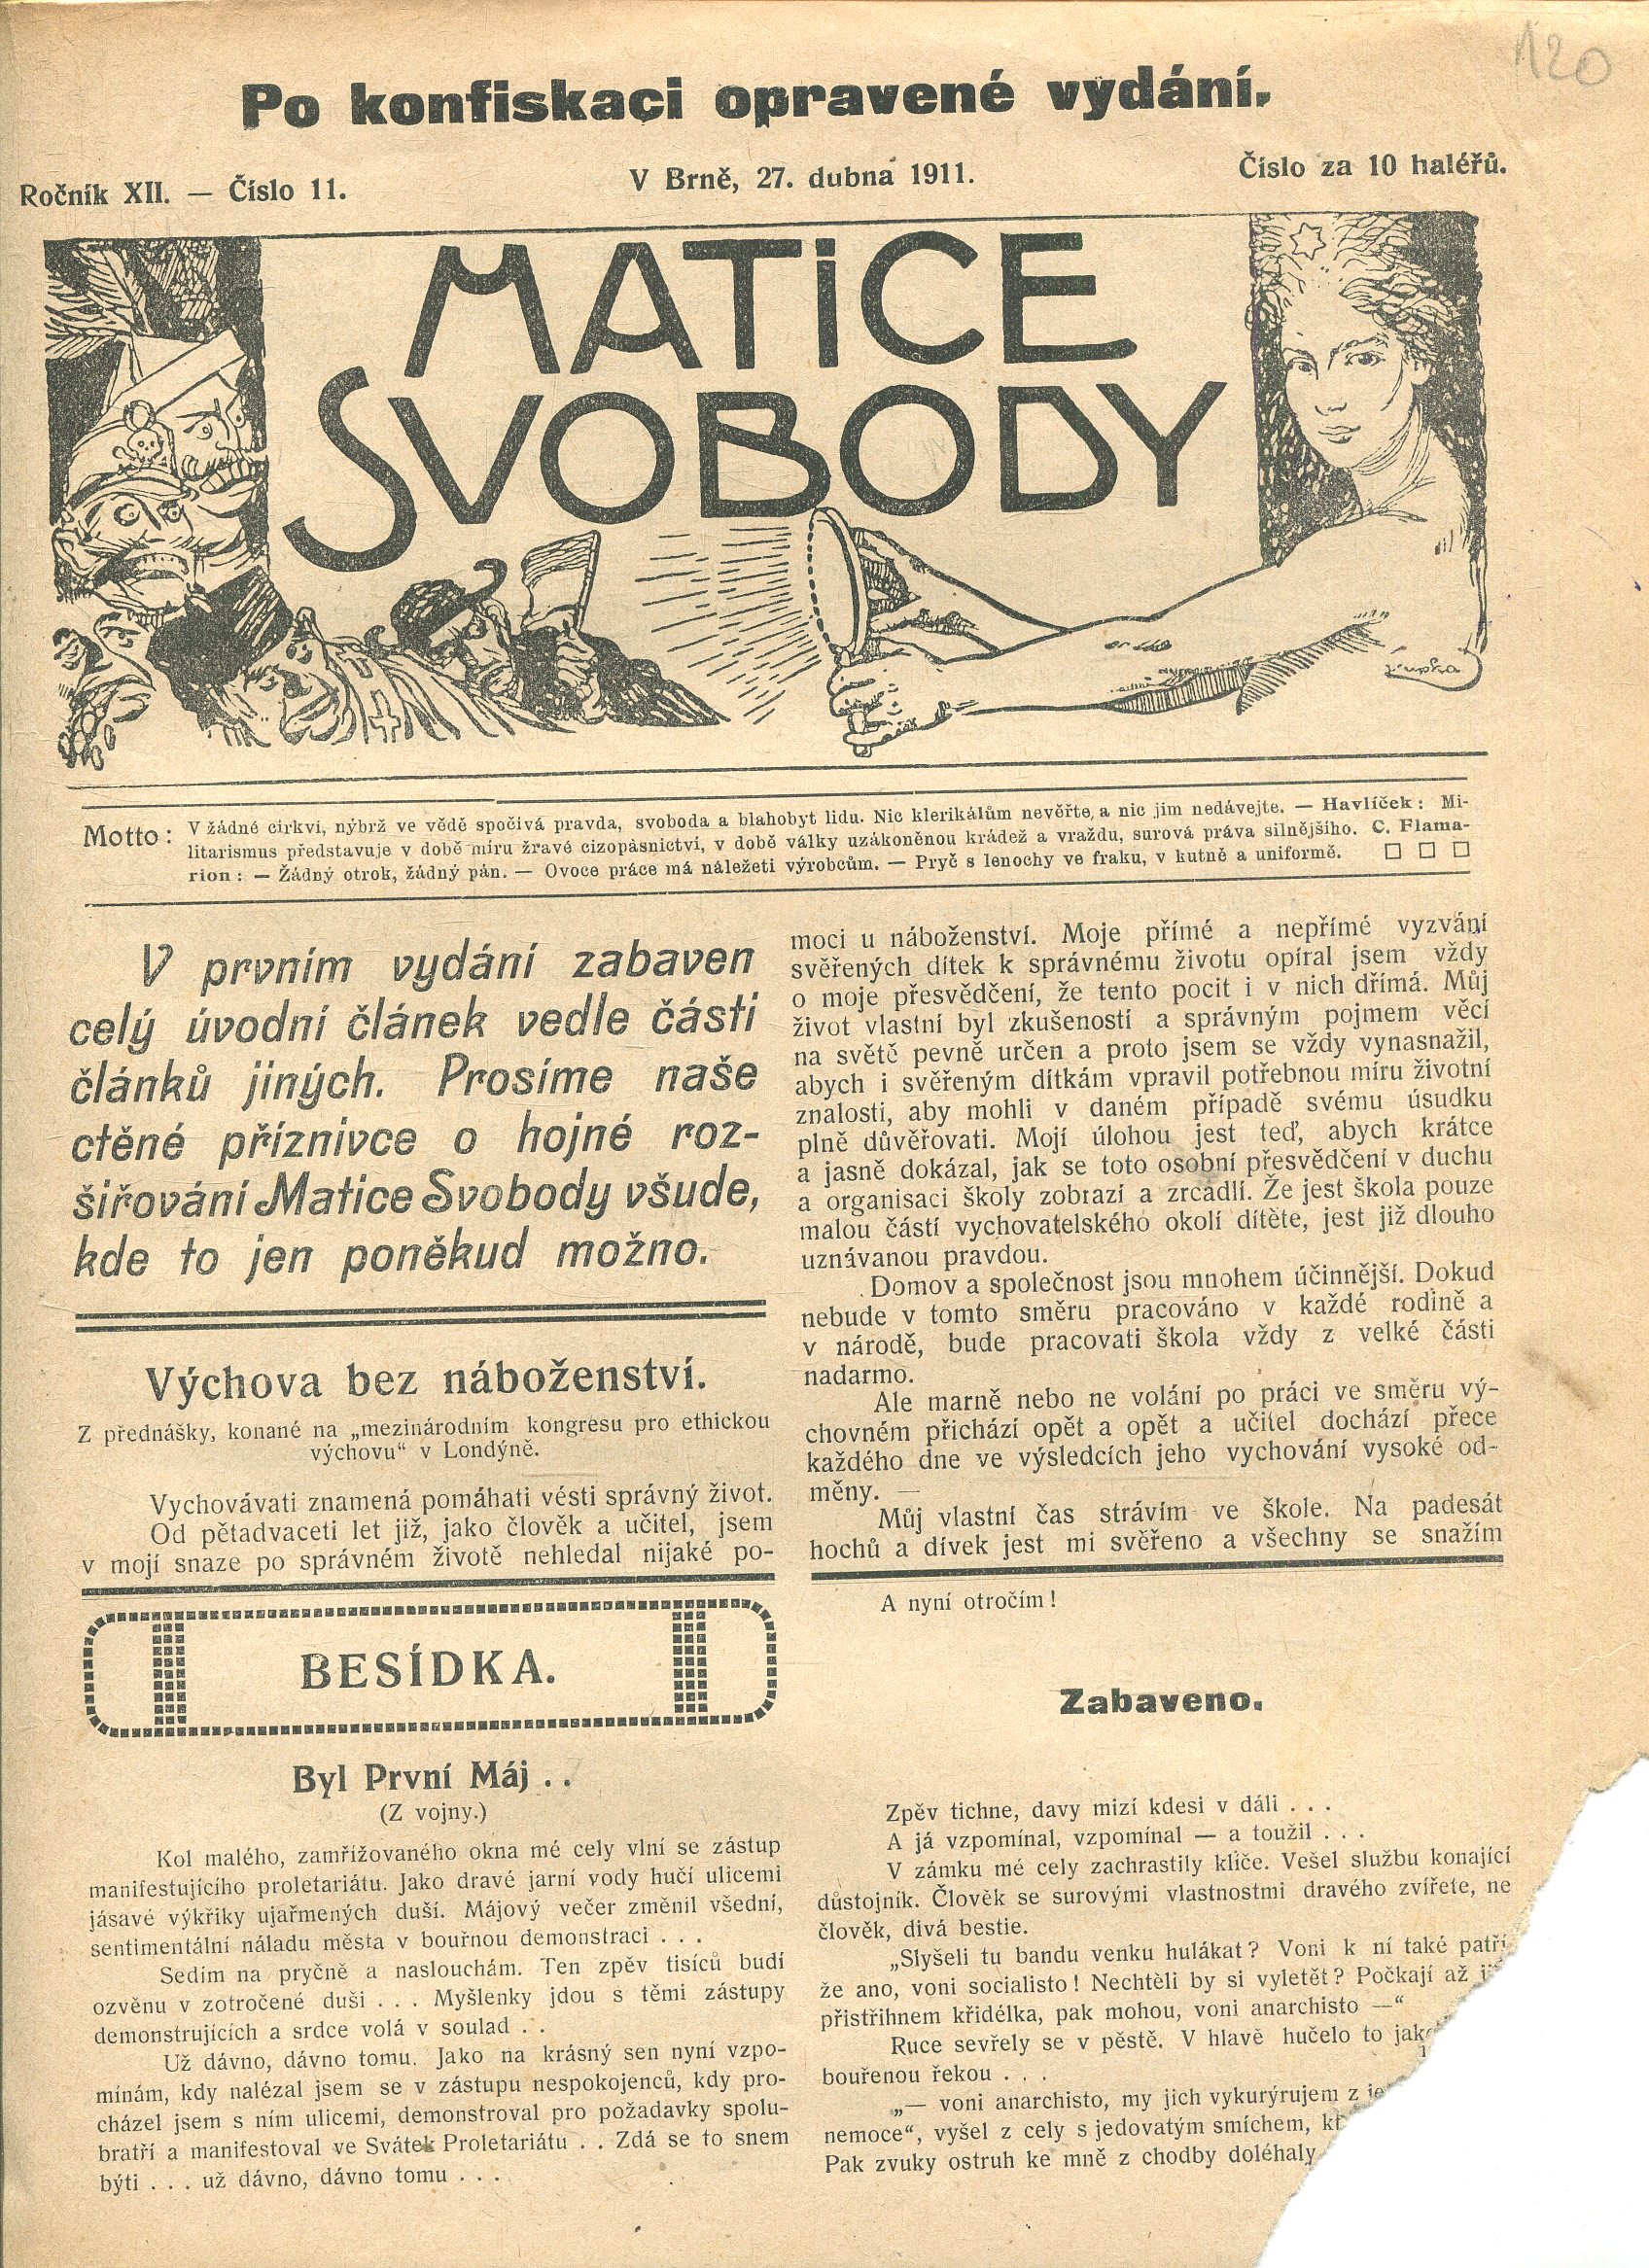 120
Po konfiskaci opravené vydání.
Ročník XII. — Číslo 11.
V Brně, 27. dubna 1911.
Číslo za 10 haléřů.
MATICE
SVOBODY
Motto:
V žádné církvi, nýbrž ve vědě spočívá pravda, svoboda a blahobyt lidu. Nic klerikálům nevěřte, a nic jim nedávejte. — Havlíček: Mi-
litarismus představuje v době míru žravé cizopasnictví, v době války uzákoněnou krádež a vraždu, surová práva silnějšího. C. Flama-
rion: — Žádný otrok, žádný pán. — Ovoce práce má náležeti výrobcům. — Pryč s lenochy ve fraku, v kutně a uniformě.
V prvním vydání zabaven
celý úvodní článek vedle části
článků jiných. Prosíme naše
ctěné příznivce o hojné roz-
šiřování Matice Svobody všude,
kde to jen poněkud možno.
Výchova bez náboženství.
Z přednášky, konané na „mezinárodním kongresu pro ethickou
výchovu“ v Londýně.
Vychovávati znamená pomáhati vésti správný život.
Od pětadvaceti let již, jako člověk a učitel, jsem
v mojí snaze po správném životě nehledal nijaké po-
moci u náboženství. Moje přímé a nepřímé vyzvání
svěřených dítek k správnému životu opíral jsem vždy
o moje přesvědčení, že tento pocit i v nich dřímá. Můj
život vlastní byl zkušeností a správným pojmem věcí
na světě pevně určen a proto jsem se vždy vynasnažil,
abych i svěřeným dítkám vpravil potřebnou míru životní
znalosti, aby mohli v daném případě svému úsudku
plně důvěřovati. Mojí úlohou jest teď, abych krátce
a jasně dokázal, jak se toto osobní přesvědčení v duchu
a organisaci školy zobrazí a zrcadlí. Že jest škola pouze
malou částí vychovatelského okolí dítěte, jest již dlouho
uznávanou pravdou.
Domov a společnost jsou mnohem účinnější. Dokud
nebude v tomto směru pracováno v každé rodině a
v národě, bude pracovati škola vždy z velké části
nadarmo.
Ale marně nebo ne volání po práci ve směru vý-
chovném přichází opět a opět a učitel dochází přece
každého dne ve výsledcích jeho vychování vysoké od-
měny. —
Můj vlastní čas strávím ve škole. Na padesát
hochů a dívek jest mi svěřeno a všechny se snažím
BESÍDKA.
Byl První Máj . .
(Z vojny.)
Kol malého, zamřížovaného okna mé cely vlní se zástup
manifestujícího proletariátu. Jako dravé jarní vody hučí ulicemi
jásavé výkřiky ujařmených duší. Májový večer změnil všední,
sentimentální náladu města v bouřnou demonstraci . . .
Sedím na pryčně a naslouchám. Ten zpěv tisíců budí
ozvěnu v zotročené duši . . . Myšlenky jdou s těmi zástupy
demonstrujících a srdce volá v soulad . .
Už dávno, dávno tomu. Jako na krásný sen nyní vzpo-
mínám, kdy nalézal jsem se v zástupu nespokojenců, kdy pro-
cházel jsem s ním ulicemi, demonstroval pro požadavky spolu-
bratří a manifestoval ve Svátek Proletariátu . . Zdá se to snem
býti . . . už dávno, dávno tomu . . .
A nyní otročím!
Zabaveno.
Zpěv tichne, davy mizí kdesi v dáli . . .
A já vzpomínal, vzpomínal — a toužil . . .
V zámku mé cely zachrastily klíče. Vešel službu konající
důstojník. Člověk se surovými vlastnostmi dravého zvířete, ne
člověk, divá bestie.
„Slyšeli tu bandu venku hulákat? Voni k ní také patří
že ano, voni socialisto! Nechtěli by si vyletět? Počkají až
přistřihnem křidélka, pak mohou, voni anarchisto —“
Ruce sevřely se v pěstě. V hlavě hučelo to
bouřenou řekou . . .
„— voni anarchisto, my jich vykurýrujem z
nemoce“, vyšel z cely s jedovatým smíchem,
Pak zvuky ostruh ke mně z chodby doléhaly